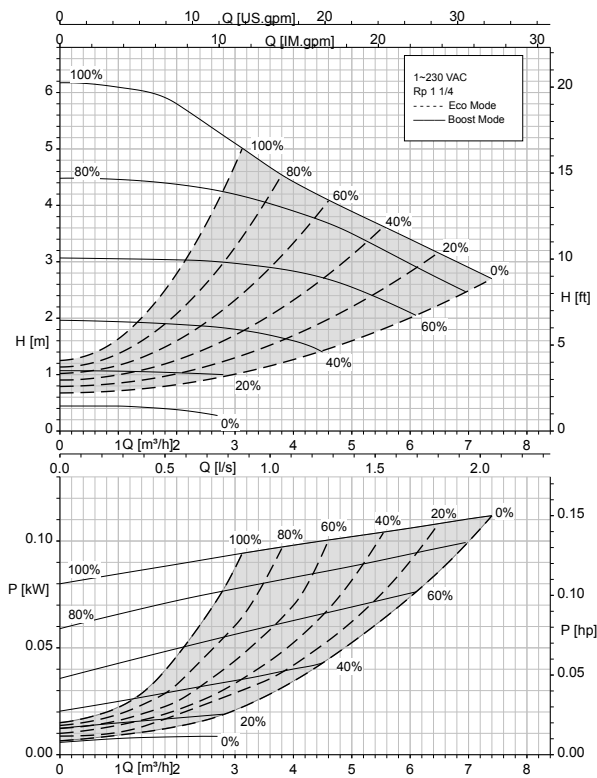 Q [US.gpm]
0 10 20 30
Q [IM.gpm]
0 10 20 30
1~230 VAC
Rp 1 1/4
Eco Mode
Boost Mode
100%
6
20
5
100%
15
80%
80%
4
60%
40%
3
20%
10
0%
H [ft]
2
60%
H [m]
5
40%
1
20%
0%
0
0
0 1 Q [m³/h] 2 3 4 5 6 7 8
0.0 0.5 Q [l/s] 1.0 1.5 2.0
0.10
100% 80% 60% 40% 20% 0%
0.15
100%
P [kW]
0.10
80%
60%
0.05
P [hp]
40%
0.05
20%
0%
0.00
0.00
0 1 Q [m³/h] 2 3 4 5 6 7 8